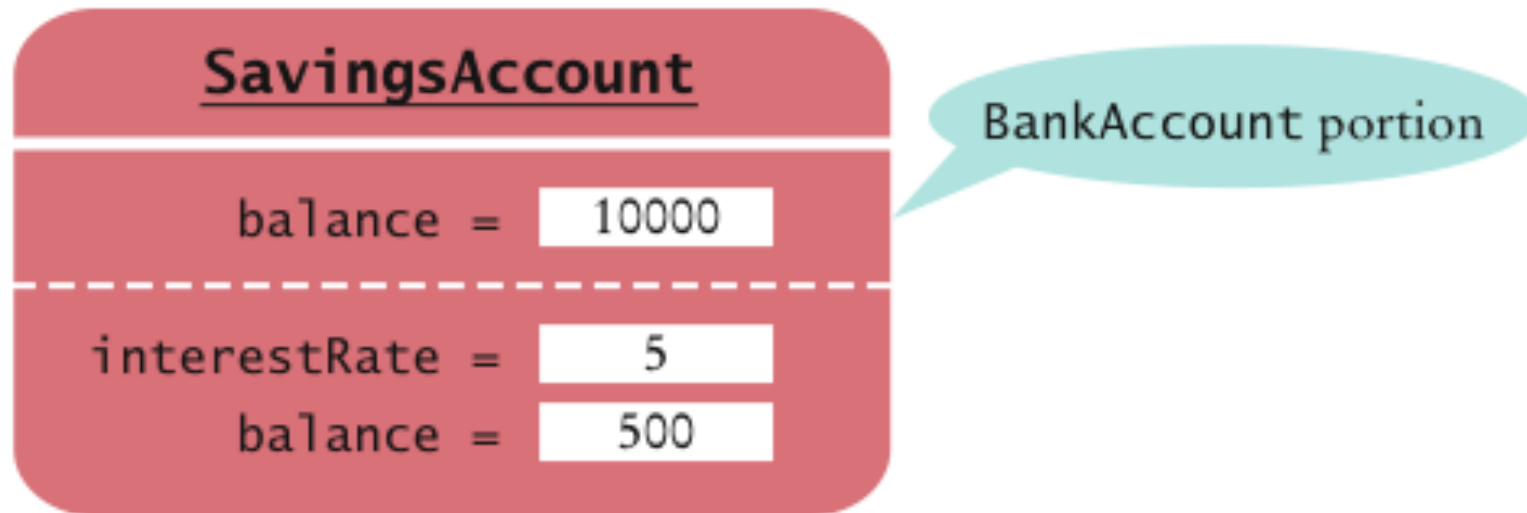 SavingsAccount
BankAccount portion
balance = 10000
interestRate = 5
balance = 500